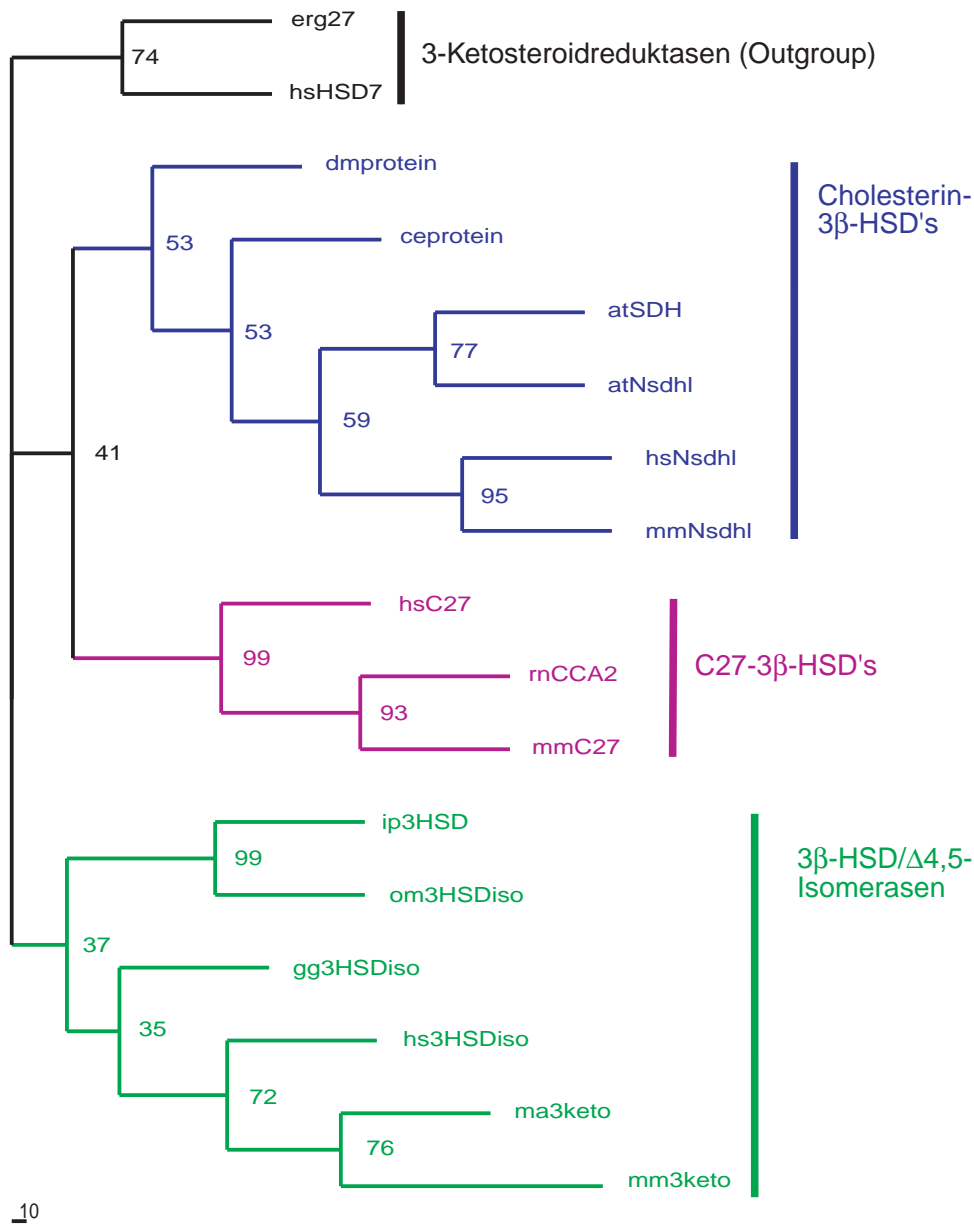 erg27
74
3-Ketosteroidreduktasen (Outgroup)
hsHSD7
dmprotein
Cholesterin-
3β-HSD's
53
ceprotein
53
atSDH
77
atNsdhl
59
41
hsNsdhl
95
mmNsdhl
hsC27
99
C27-3β-HSD's
rnCCA2
93
mmC27
ip3HSD
99
3β-HSD/Δ4,5-
Isomerasen
om3HSDiso
37
gg3HSDiso
35
hs3HSDiso
72
ma3keto
76
mm3keto
10